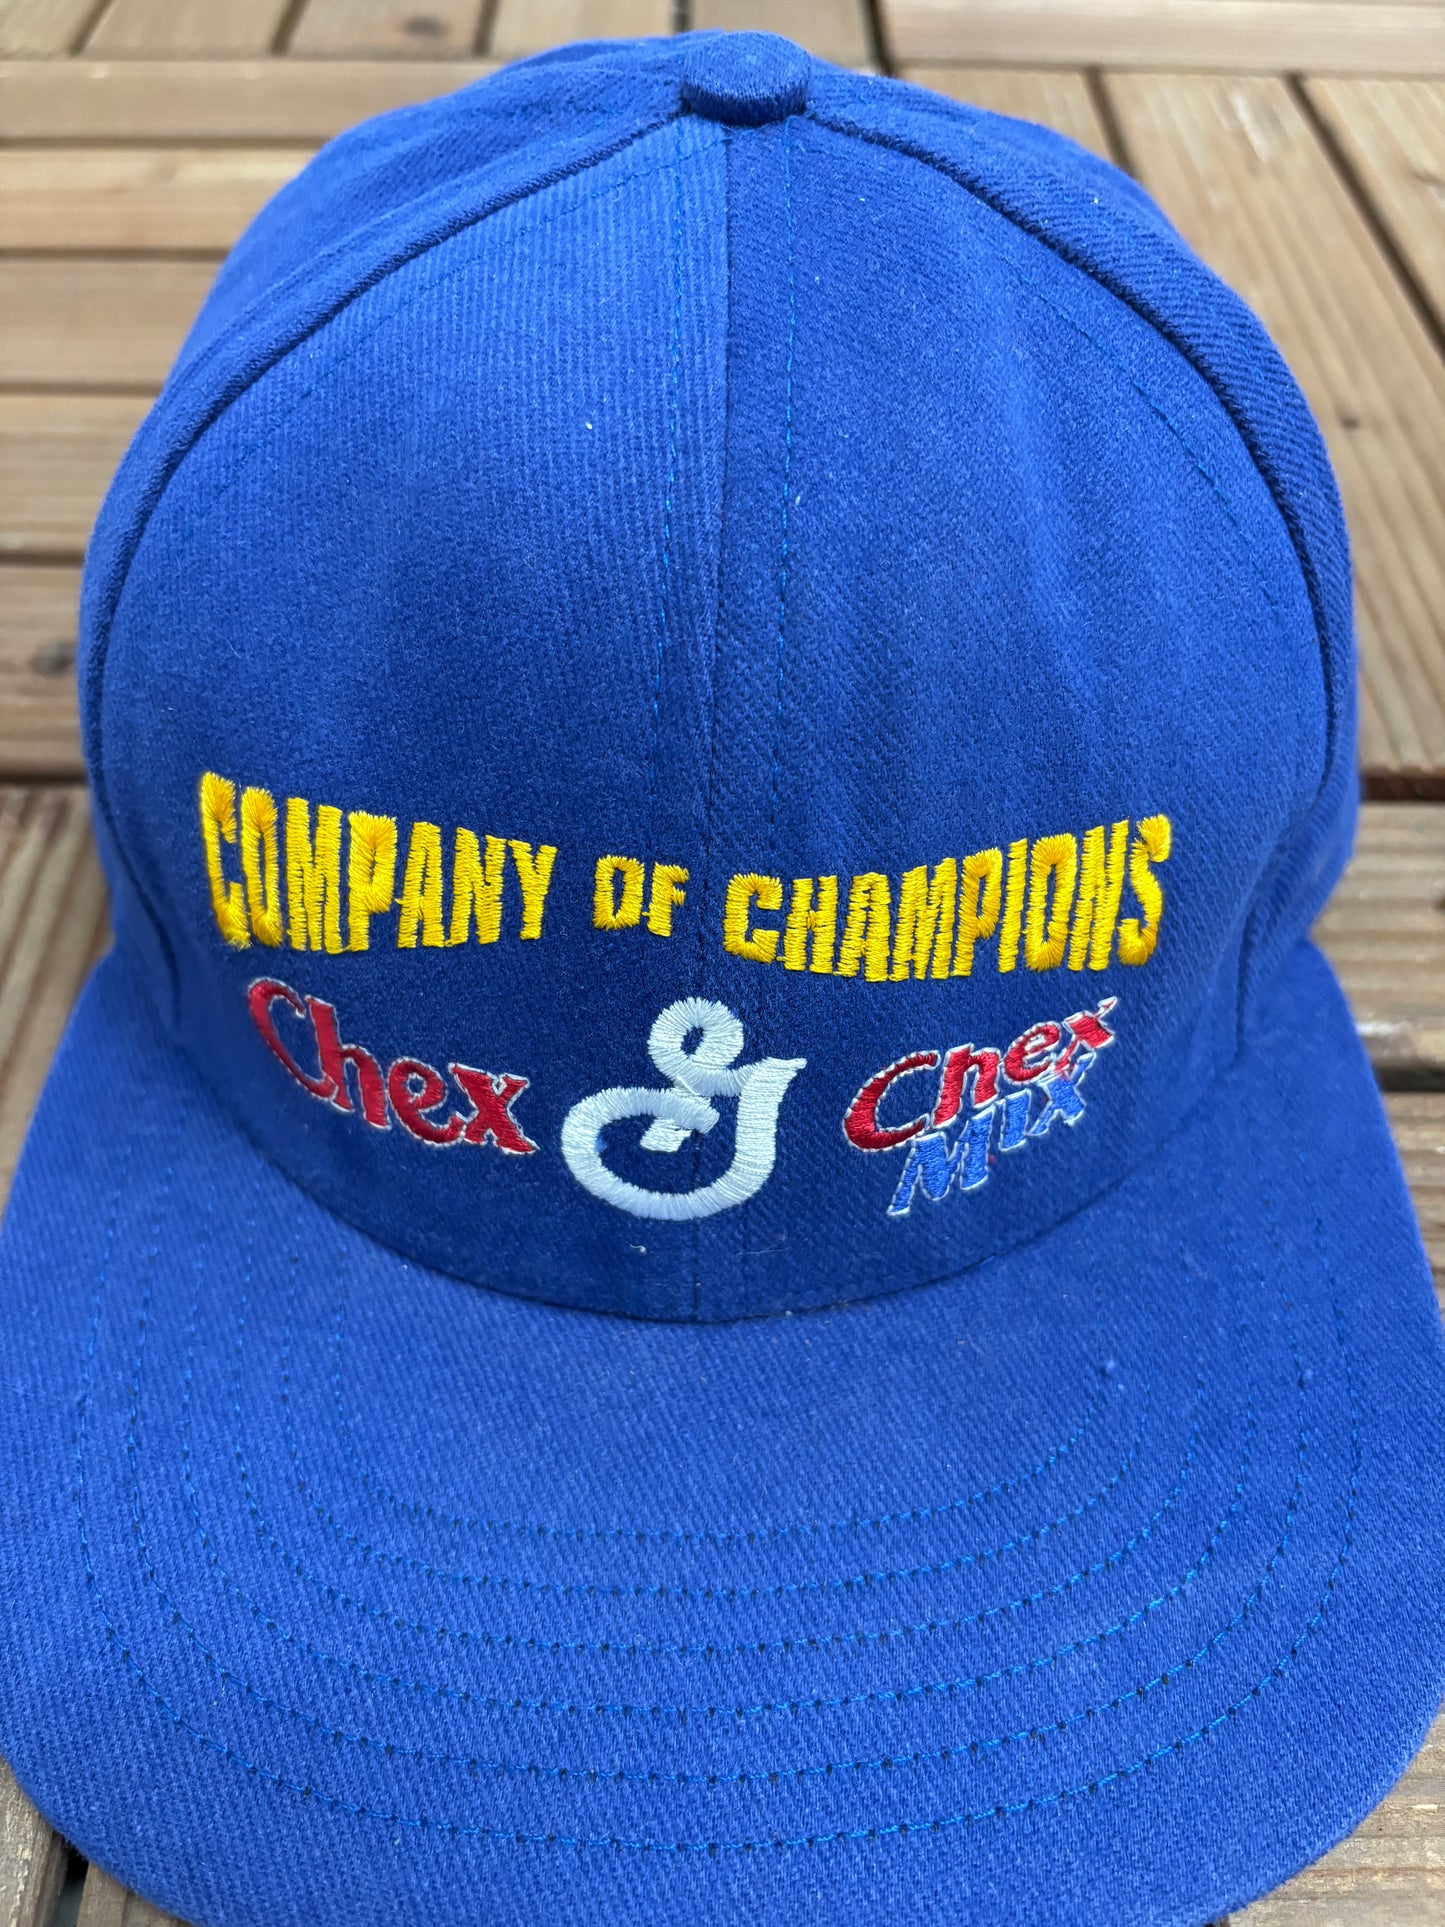 COMPANY OF CHAMPIONS
Chex G Chex
MIX